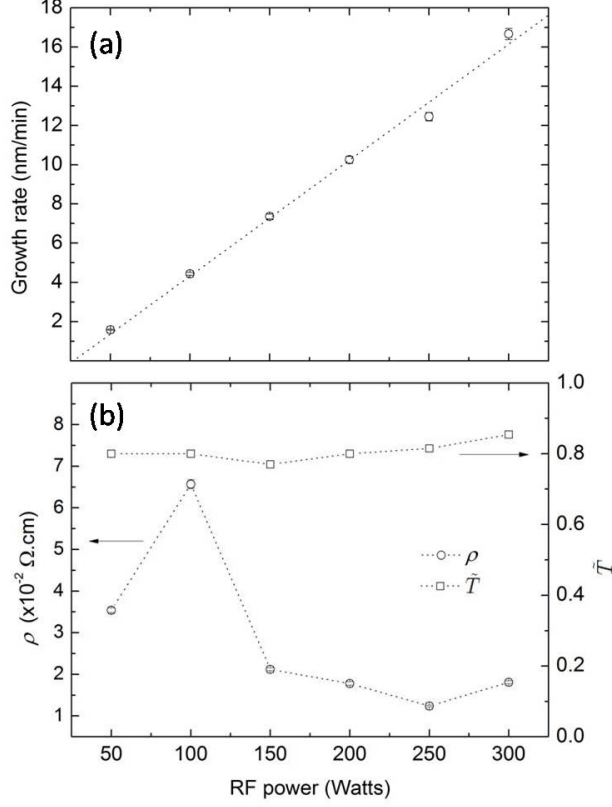 (a)
Growth rate (nm/min)
18
16
14
12
10
8
6
4
2
(b)
ρ (x10⁻² Ω.cm)
8
7
6
5
4
3
2
1
1.0
0.8
0.6
0.4
0.2
0.0
T̃
ρ
T̃
50 100 150 200 250 300
RF power (Watts)